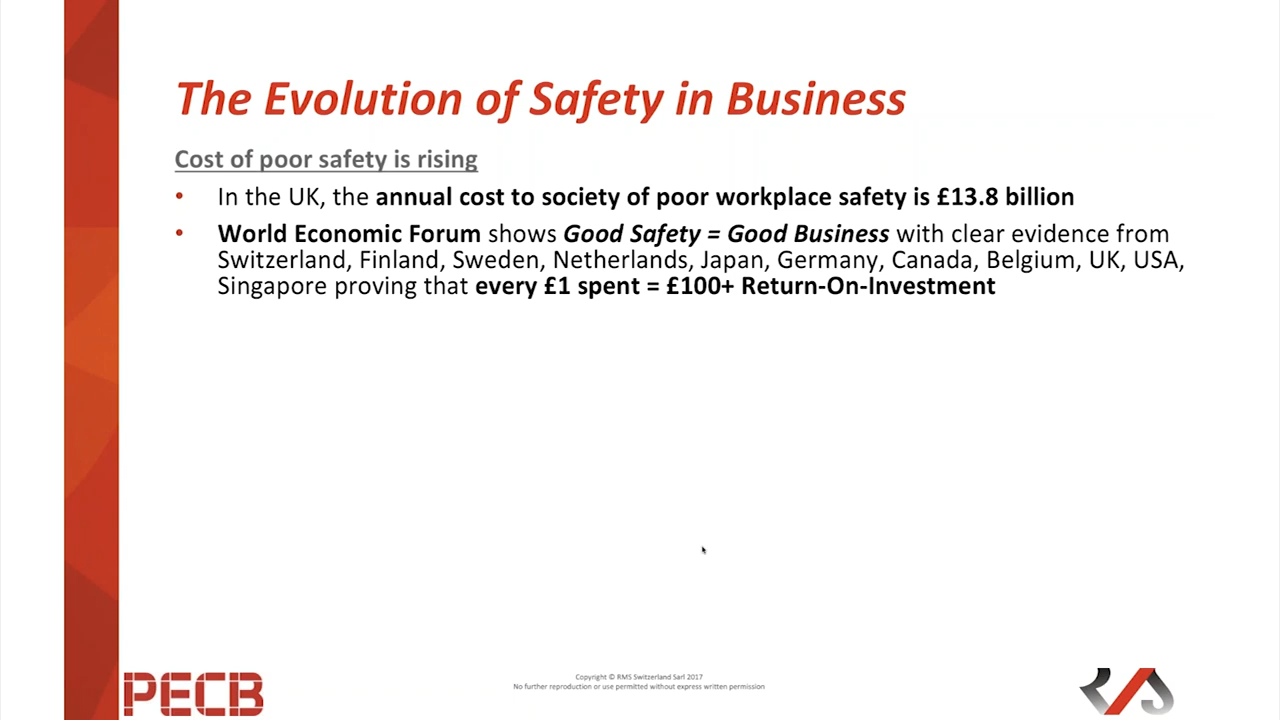 The Evolution of Safety in Business
Cost of poor safety is rising
• In the UK, the annual cost to society of poor workplace safety is £13.8 billion
• World Economic Forum shows Good Safety = Good Business with clear evidence from
Switzerland, Finland, Sweden, Netherlands, Japan, Germany, Canada, Belgium, UK, USA,
Singapore proving that every £1 spent = £100+ Return-On-Investment
PECB
Copyright © RMS Switzerland Sarl 2017
No further reproduction or use permitted without express written permission